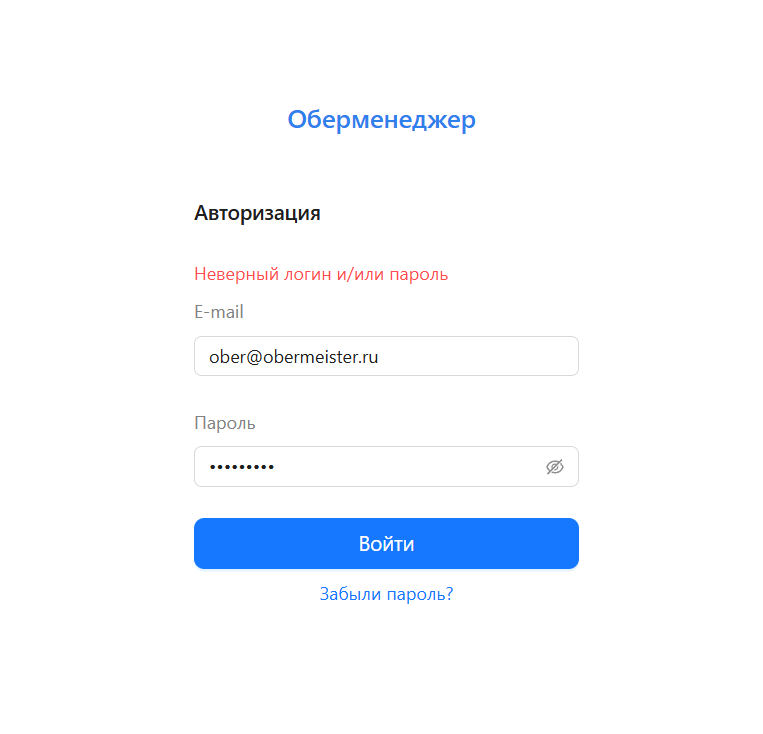 Оберменеджер
Авторизация
Неверный логин и/или пароль
E-mail
ober@obermeister.ru
Пароль
•••••••••
Войти
Забыли пароль?